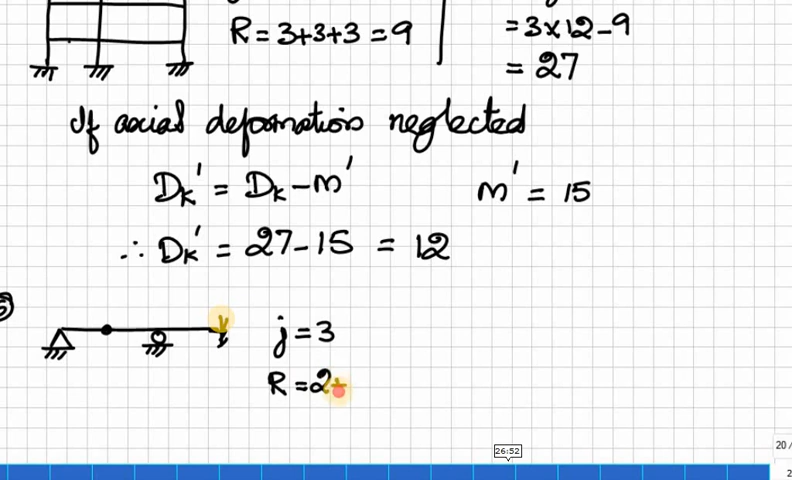 R = 3+3+3 = 9
= 3×12-9
= 27
If axial deformation neglected
Dk' = Dk - m'
m' = 15
∴ Dk' = 27-15 = 12
j = 3
R = 2+
26:52
20 /
2